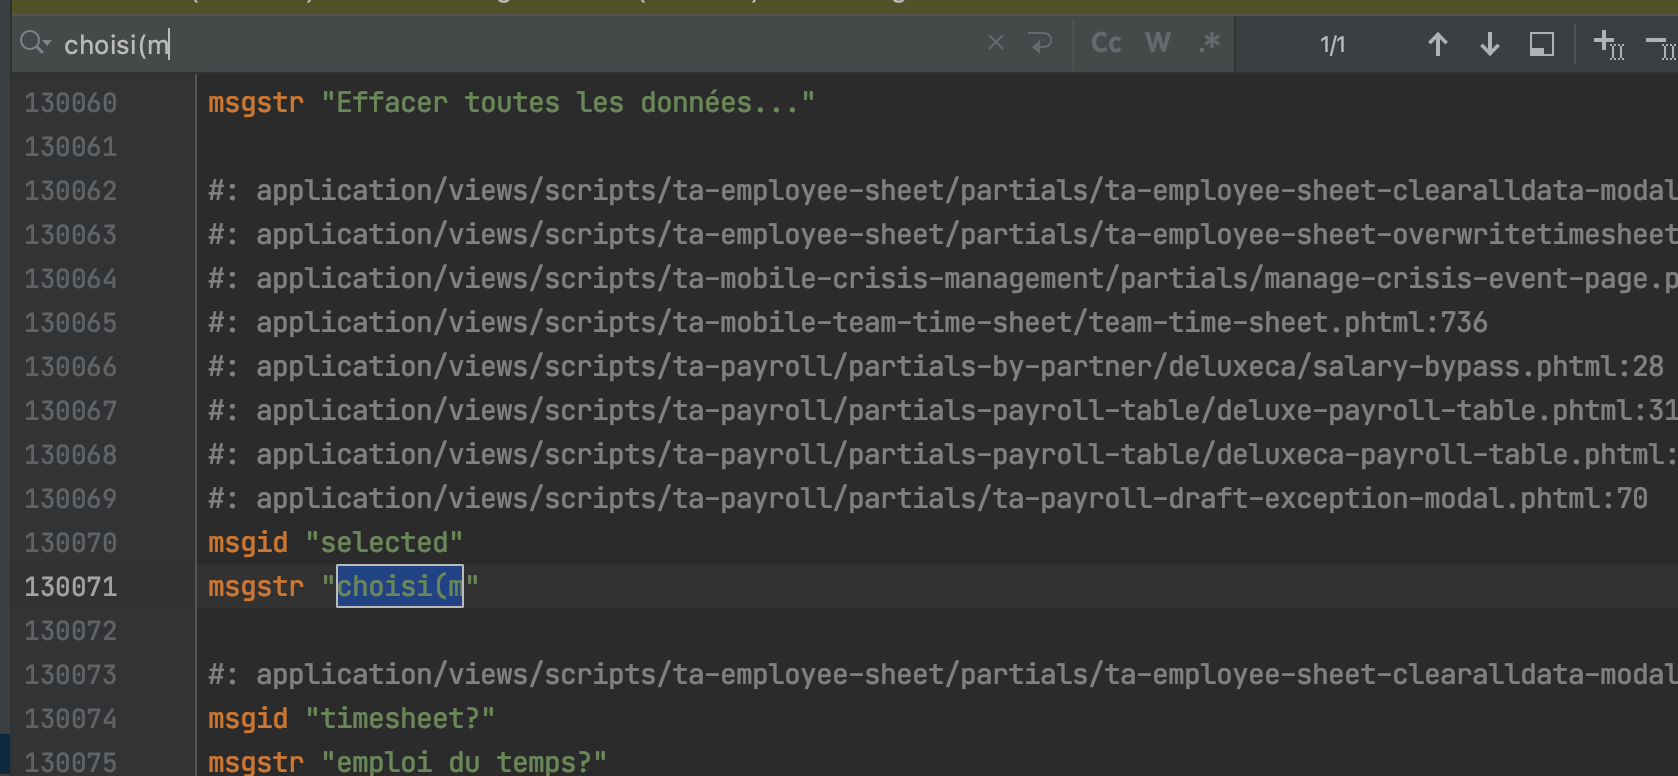 choisi(m
Cc W .* 1/1
130060 msgstr "Effacer toutes les données..."
130061
130062 #: application/views/scripts/ta-employee-sheet/partials/ta-employee-sheet-clearalldata-modal
130063 #: application/views/scripts/ta-employee-sheet/partials/ta-employee-sheet-overwritetimesheet
130064 #: application/views/scripts/ta-mobile-crisis-management/partials/manage-crisis-event-page.p
130065 #: application/views/scripts/ta-mobile-team-time-sheet/team-time-sheet.phtml:736
130066 #: application/views/scripts/ta-payroll/partials-by-partner/deluxeca/salary-bypass.phtml:28
130067 #: application/views/scripts/ta-payroll/partials-payroll-table/deluxe-payroll-table.phtml:31
130068 #: application/views/scripts/ta-payroll/partials-payroll-table/deluxeca-payroll-table.phtml:
130069 #: application/views/scripts/ta-payroll/partials/ta-payroll-draft-exception-modal.phtml:70
130070 msgid "selected"
130071 msgstr "choisi(m"
130072
130073 #: application/views/scripts/ta-employee-sheet/partials/ta-employee-sheet-clearalldata-modal
130074 msgid "timesheet?"
130075 msgstr "emploi du temps?"